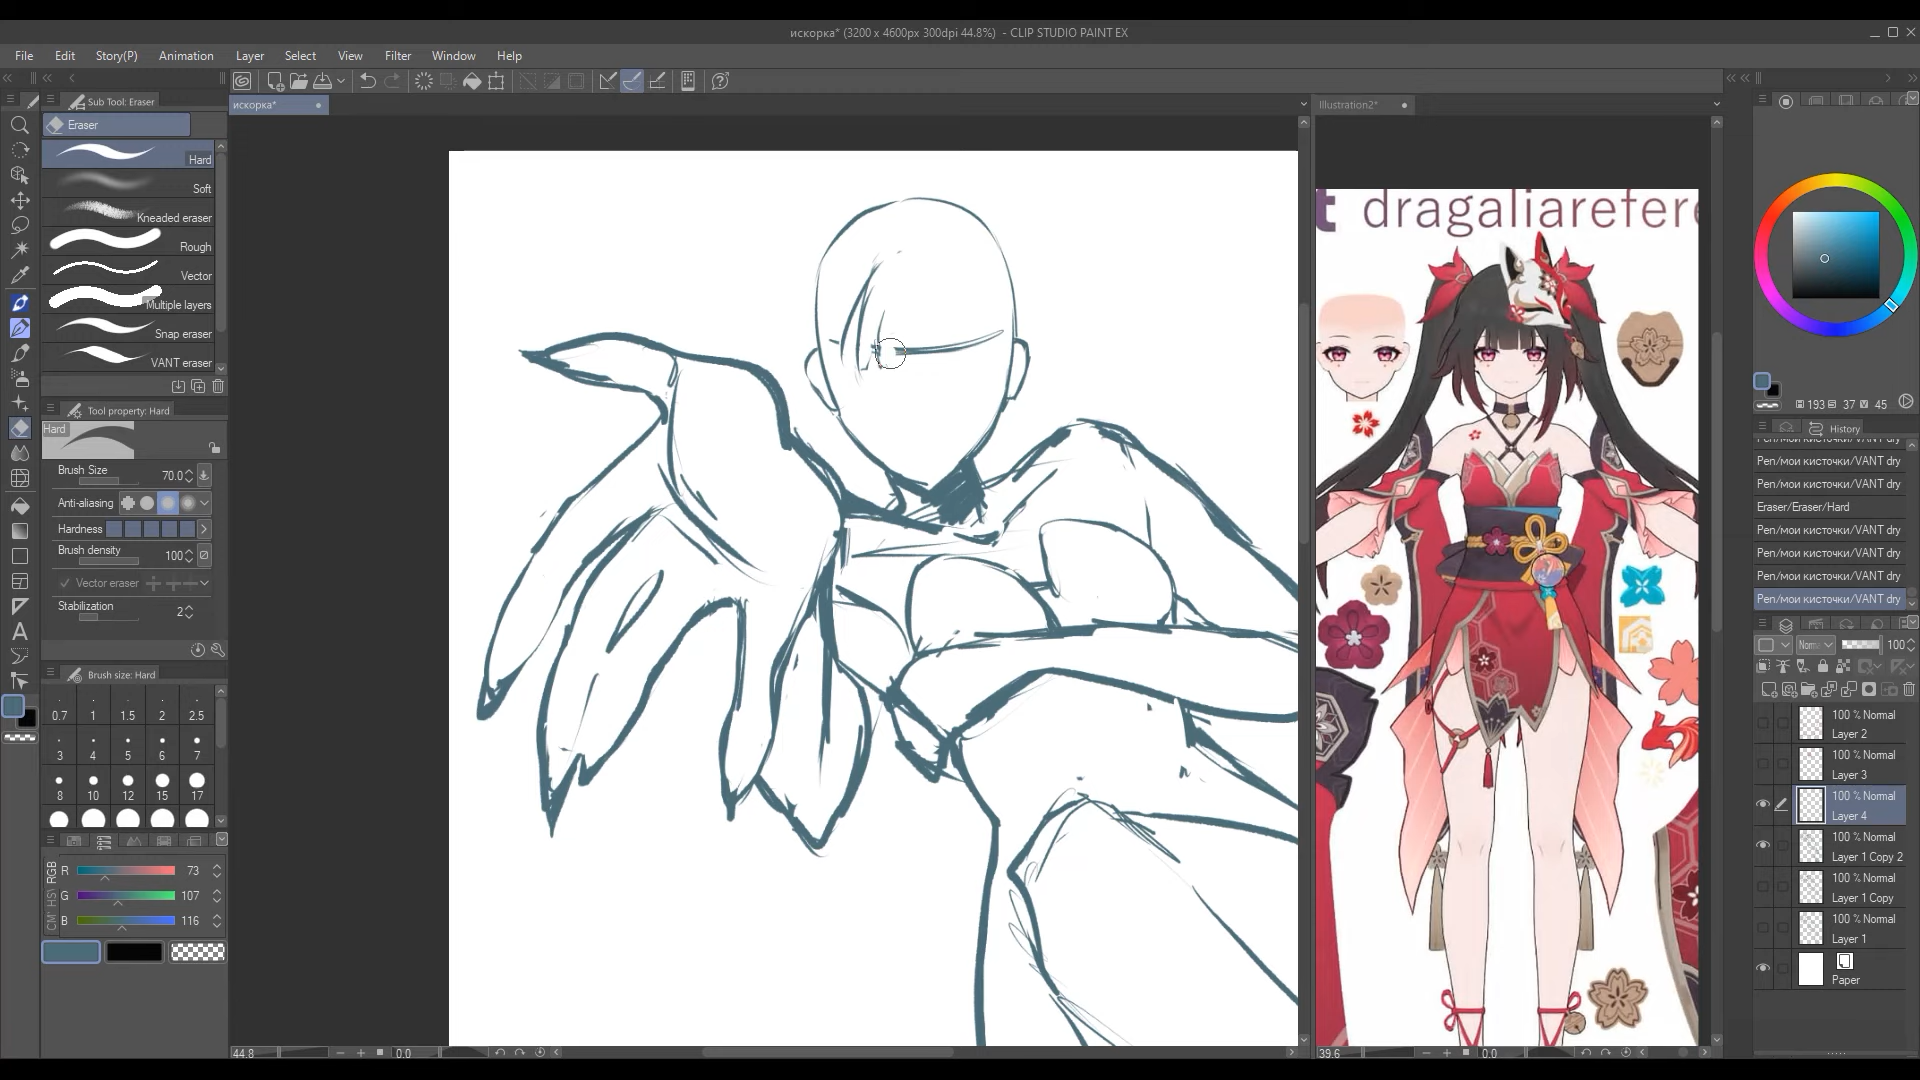 искорка* (3200 x 4600px 300dpi 44.8%) - CLIP STUDIO PAINT EX
File Edit Story(P) Animation Layer Select View Filter Window Help
Sub Tool: Eraser
Eraser
Hard
Soft
Kneaded eraser
Rough
Vector
Multiple layers
Snap eraser
VANT eraser
Tool property: Hard
Hard
Brush Size 70.0
Anti-aliasing
Hardness
Brush density 100
Vector eraser
Stabilization 2
Brush size: Hard
0.7 1 1.5 2 2.5
3 4 5 6 7
8 10 12 15 17
RGB
R 73
G 107
B 116
искорка*
44.8 0.0
Illustration2*
t dragaliarefere
39.6 0.0
193 37 45
History
Pen/мои кисточки/VANT dry
Pen/мои кисточки/VANT dry
Pen/мои кисточки/VANT dry
Eraser/Eraser/Hard
Pen/мои кисточки/VANT dry
Pen/мои кисточки/VANT dry
Pen/мои кисточки/VANT dry
Pen/мои кисточки/VANT dry
Norm 100
100 % Normal
Layer 2
100 % Normal
Layer 3
100 % Normal
Layer 4
100 % Normal
Layer 1 Copy 2
100 % Normal
Layer 1 Copy
100 % Normal
Layer 1
Paper